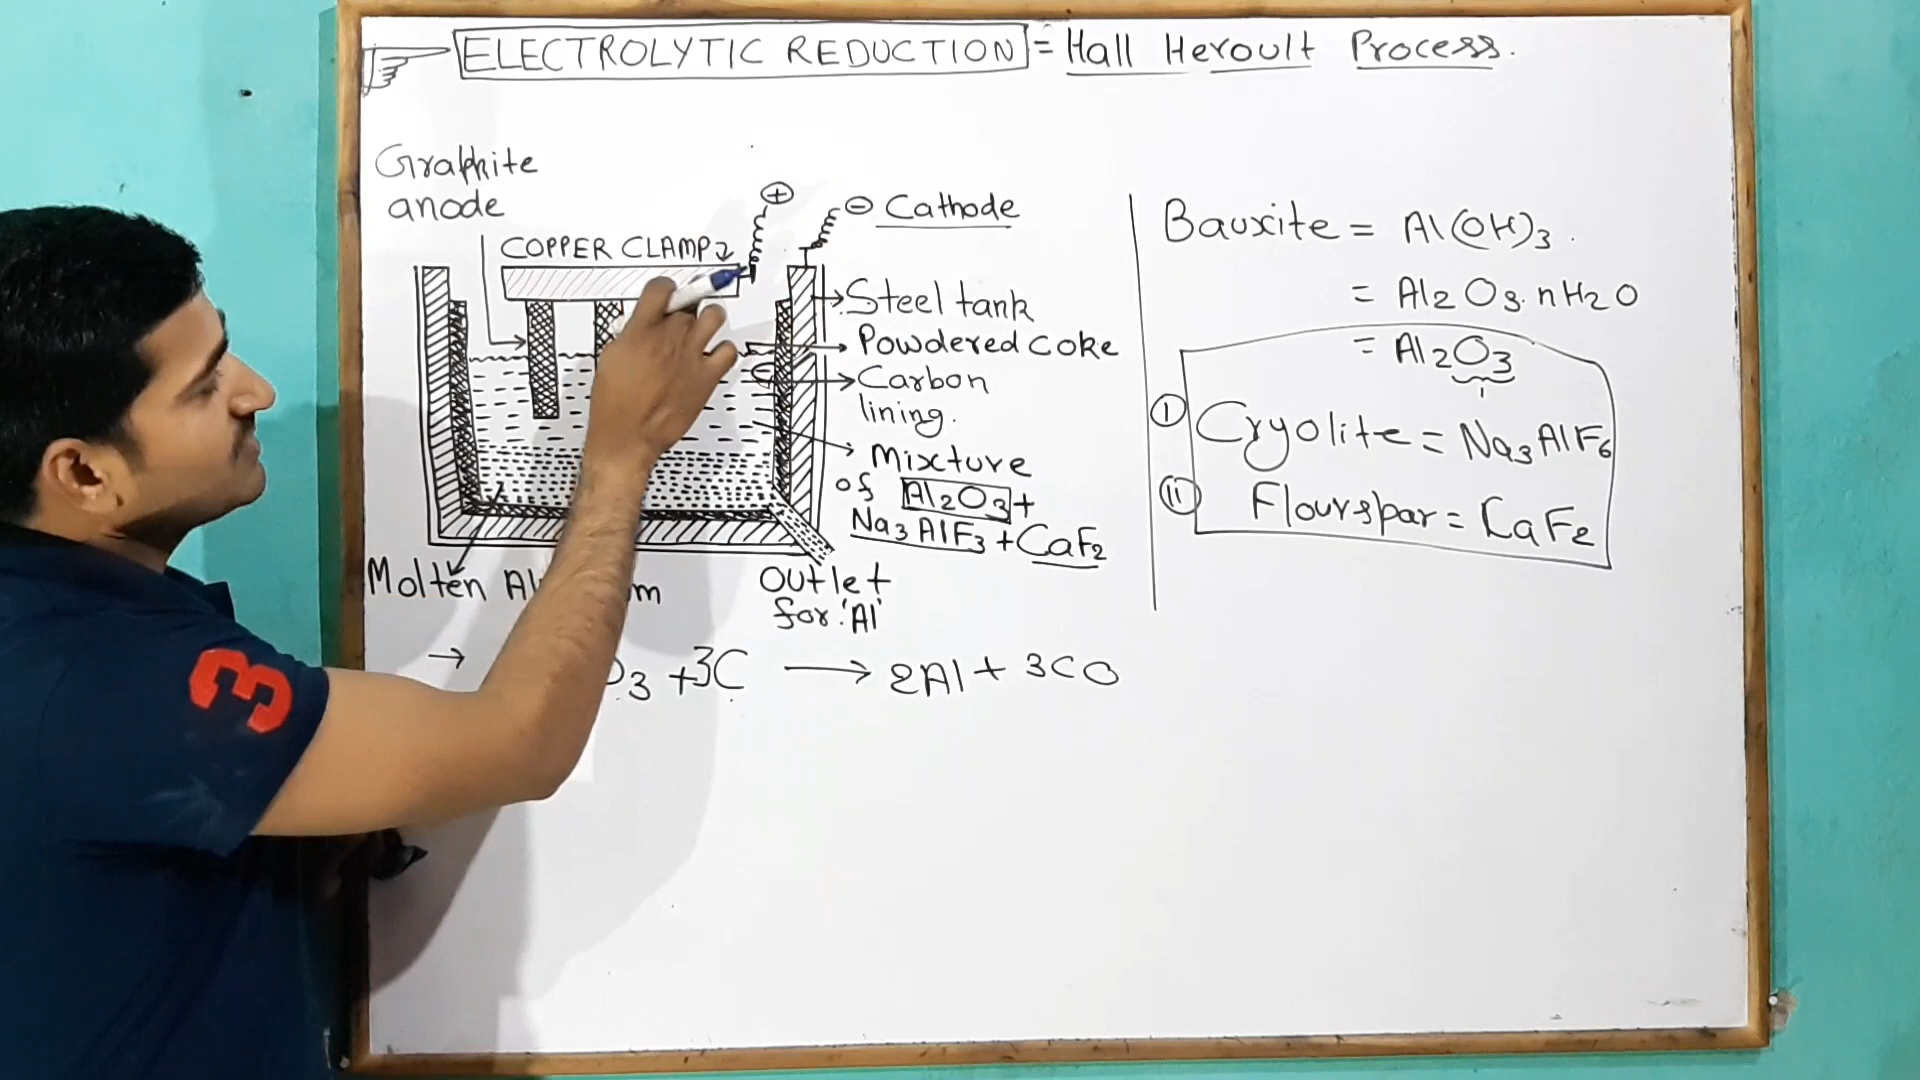 ELECTROLYTIC REDUCTION = Hall Heroult Process.
Graphite
anode
COPPER CLAMP
+
- Cathode
Steel tank
Powdered coke
Carbon
lining.
Mixture
of Al2O3+
Na3AlF3+CaF2
Molten
Outlet
for 'Al'
→ O3 +3C → 2Al + 3CO
Bauxite = Al(OH)3.
= Al2O3.nH2O
= Al2O3
I Cryolite = Na3AlF6
II Flourspar = CaF2
3